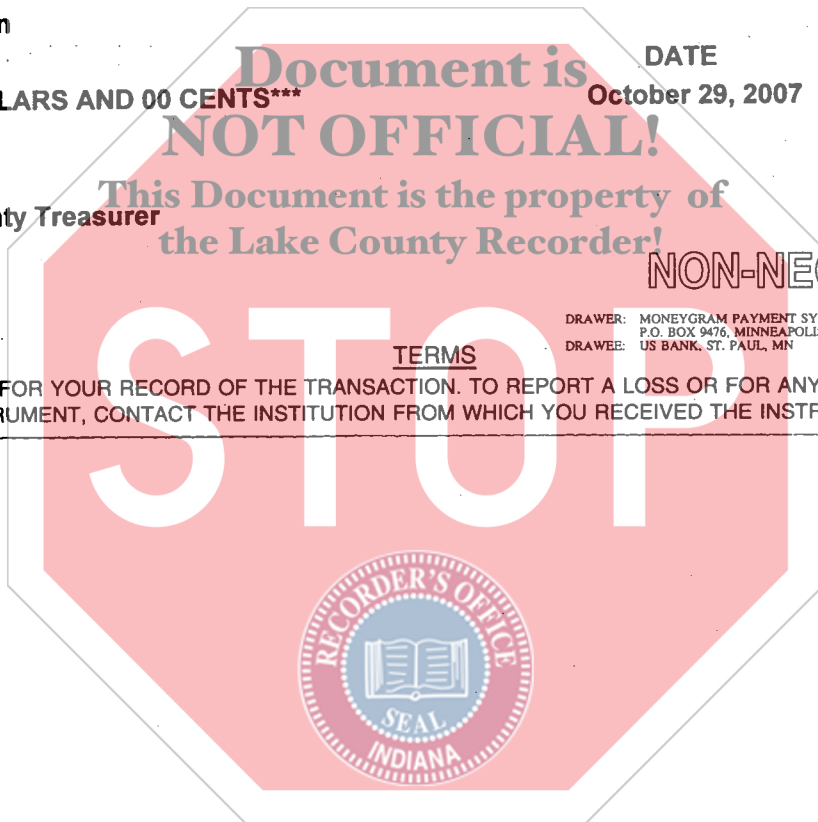 n
DATE
LARS AND 00 CENTS***
October 29, 2007
Document is
NOT OFFICIAL!
This Document is the property of
the Lake County Recorder!
ty Treasurer
NON-NE
DRAWER: MONEYGRAM PAYMENT SY
P.O. BOX 9476, MINNEAPOLI
DRAWEE: US BANK, ST. PAUL, MN
TERMS
FOR YOUR RECORD OF THE TRANSACTION. TO REPORT A LOSS OR FOR ANY
RUMENT, CONTACT THE INSTITUTION FROM WHICH YOU RECEIVED THE INSTR
STOP
RECORDER'S OFFICE
SEAL
INDIANA